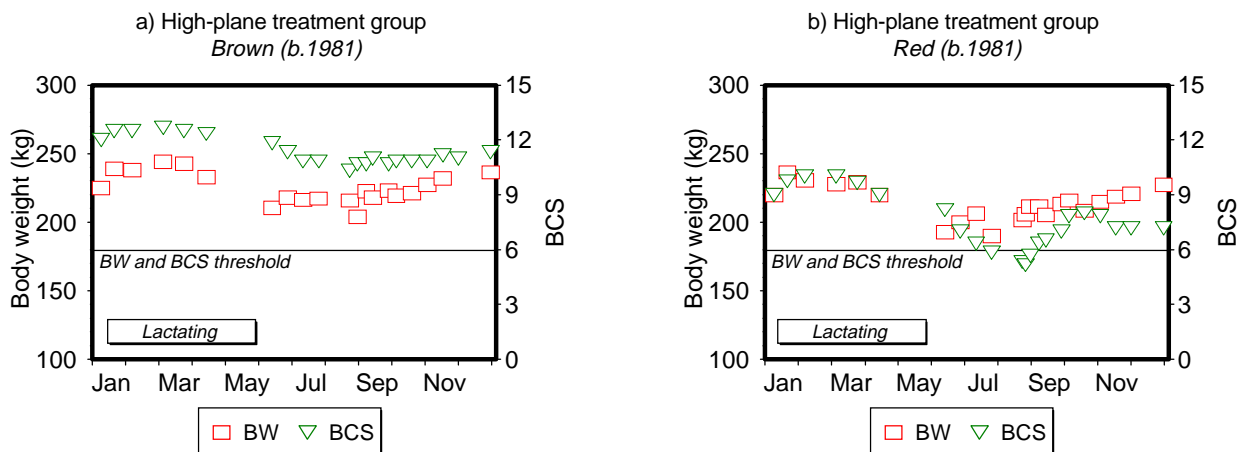 a) High-plane treatment group
Brown (b.1981)
300
250
200
150
100
Body weight (kg)
15
12
9
6
3
0
BCS
BW and BCS threshold
Lactating
Jan Mar May Jul Sep Nov
BW BCS
b) High-plane treatment group
Red (b.1981)
300
250
200
150
100
Body weight (kg)
15
12
9
6
3
0
BCS
BW and BCS threshold
Lactating
Jan Mar May Jul Sep Nov
BW BCS